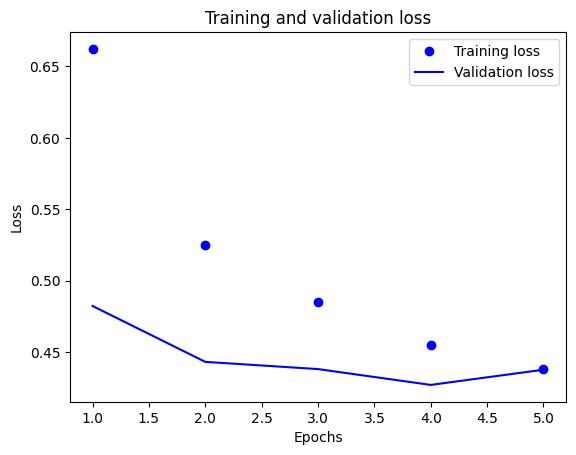 Training and validation loss
Training loss
Validation loss
0.65
0.60
0.55
0.50
0.45
Loss
1.0 1.5 2.0 2.5 3.0 3.5 4.0 4.5 5.0
Epochs